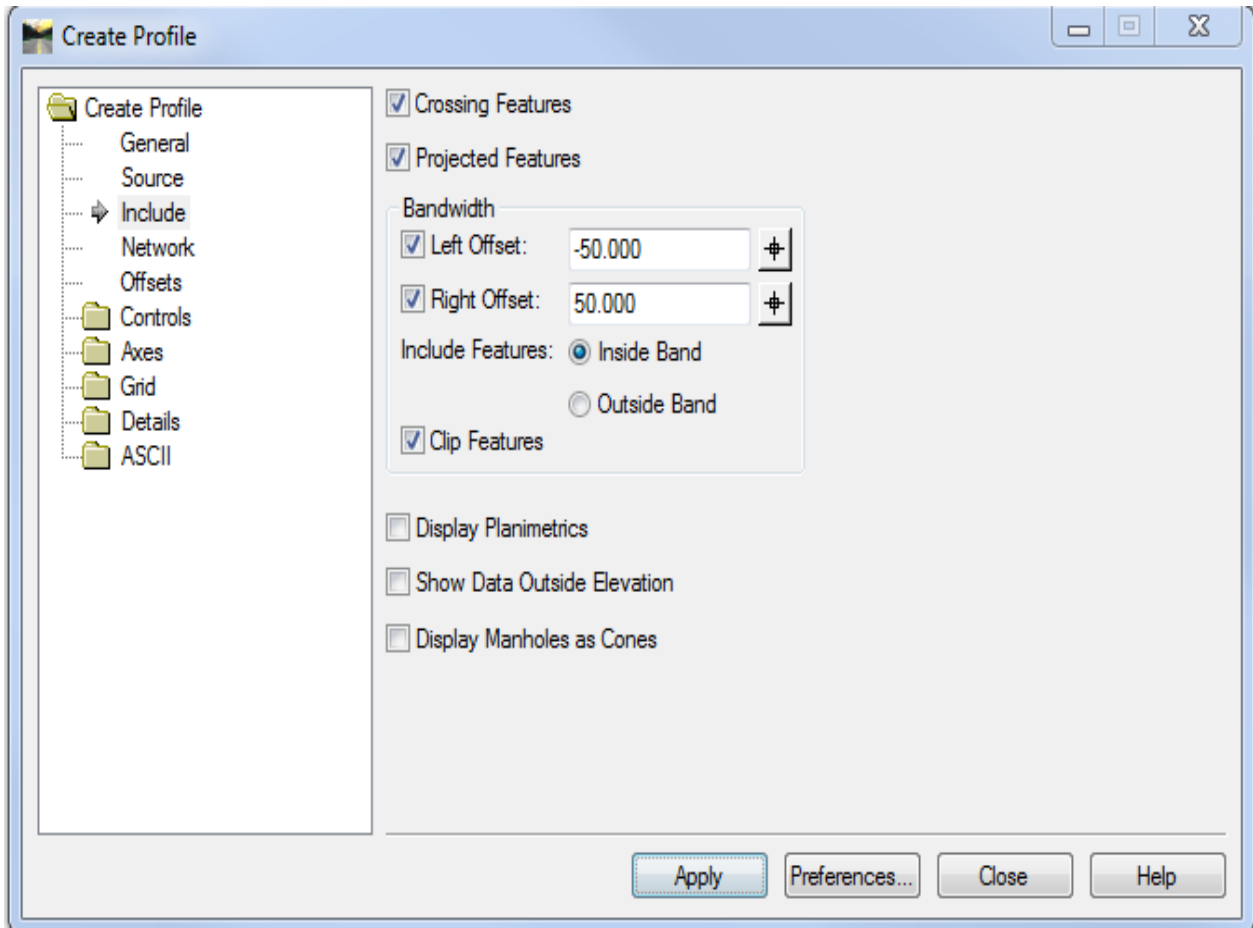 Create Profile
Create Profile
General
Source
Include
Network
Offsets
Controls
Axes
Grid
Details
ASCII
Crossing Features
Projected Features
Bandwidth
Left Offset: -50.000
Right Offset: 50.000
Include Features: Inside Band
Outside Band
Clip Features
Display Planimetrics
Show Data Outside Elevation
Display Manholes as Cones
Apply Preferences... Close Help